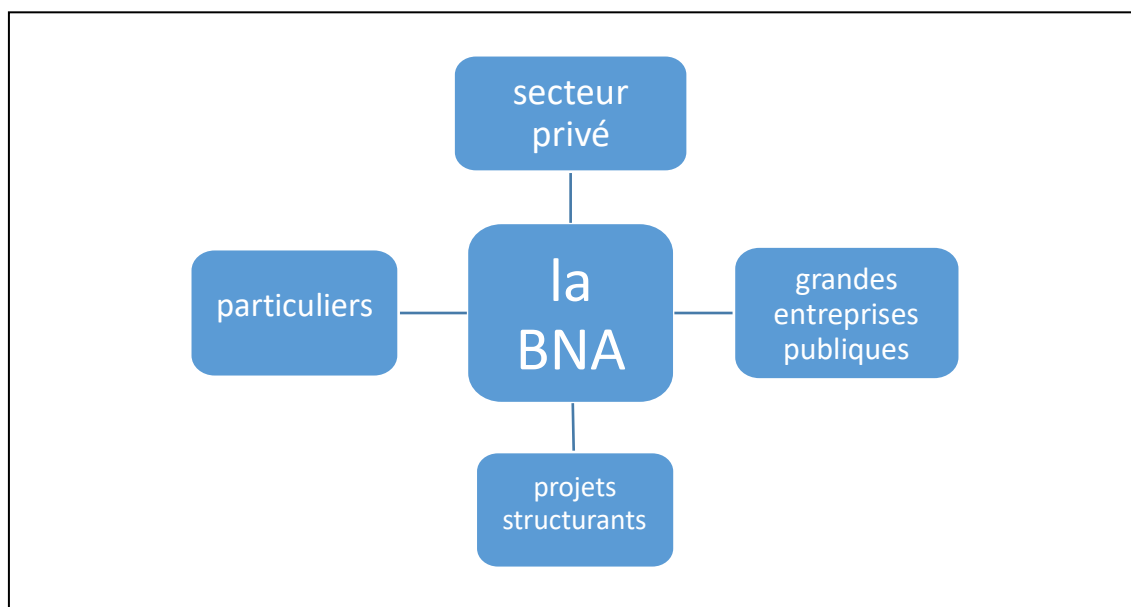 secteur
privé
particuliers
la
BNA
grandes
entreprises
publiques
projets
structurants